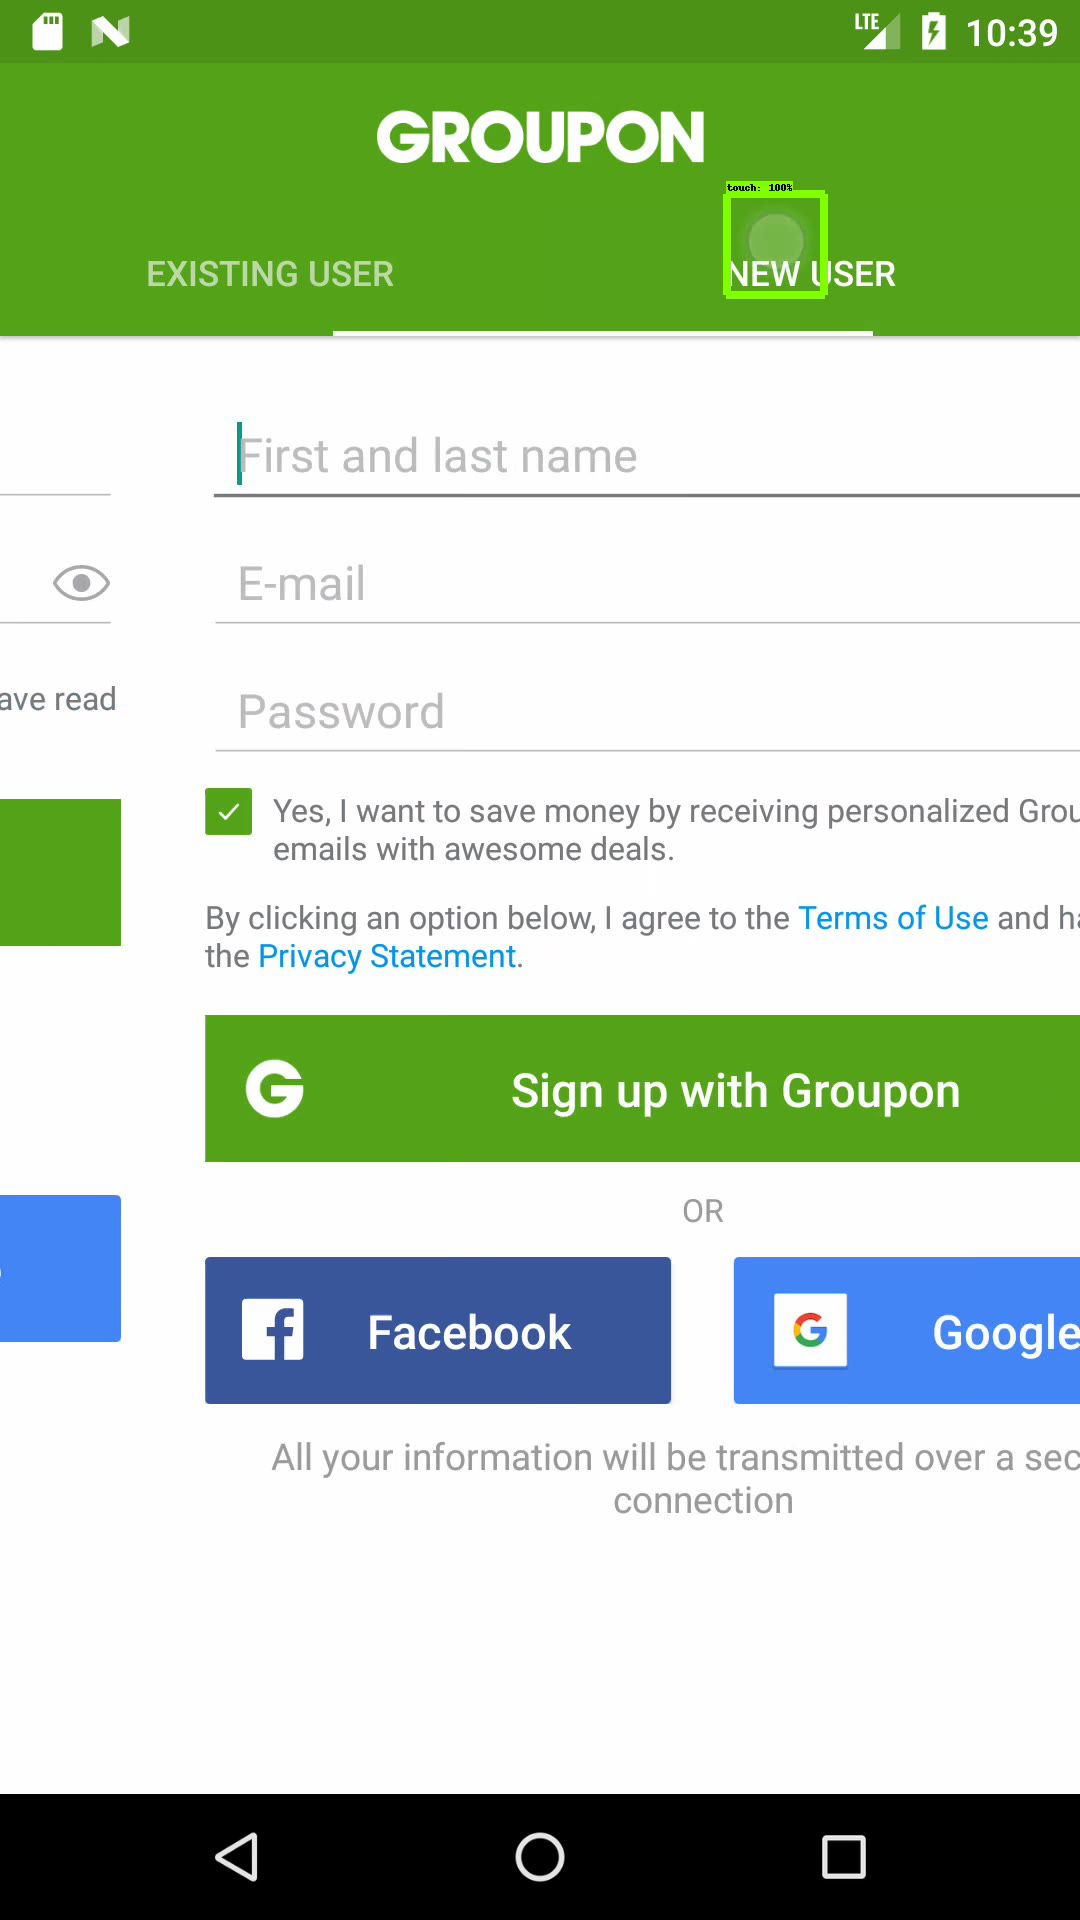 LTE 10:39
GROUPON
touch: 100%
EXISTING USER
NEW USER
First and last name
E-mail
ave read
Password
Yes, I want to save money by receiving personalized Grou
emails with awesome deals.
By clicking an option below, I agree to the Terms of Use and ha
the Privacy Statement.
G Sign up with Groupon
OR
f Facebook
G Google
All your information will be transmitted over a sec
connection